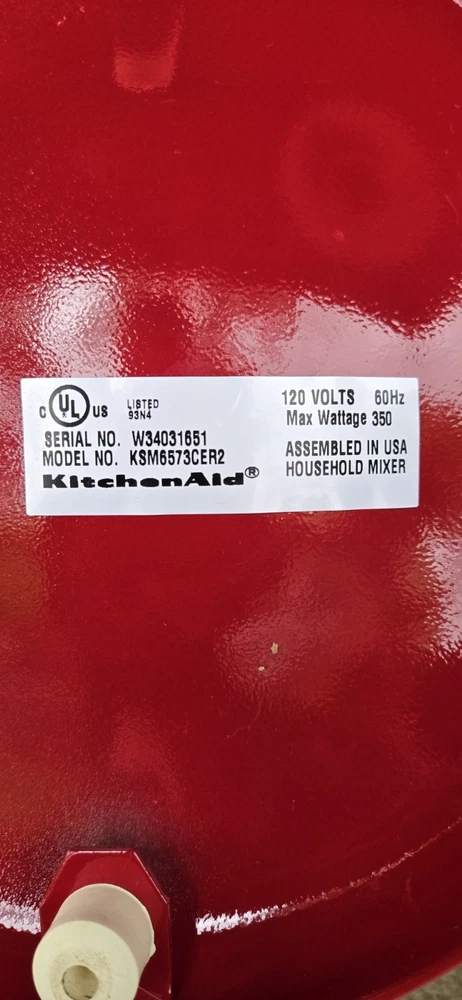 C UL US LISTED
93N4
SERIAL NO. W34031651
MODEL NO. KSM6573CER2
KitchenAid®
120 VOLTS 60Hz
Max Wattage 350
ASSEMBLED IN USA
HOUSEHOLD MIXER